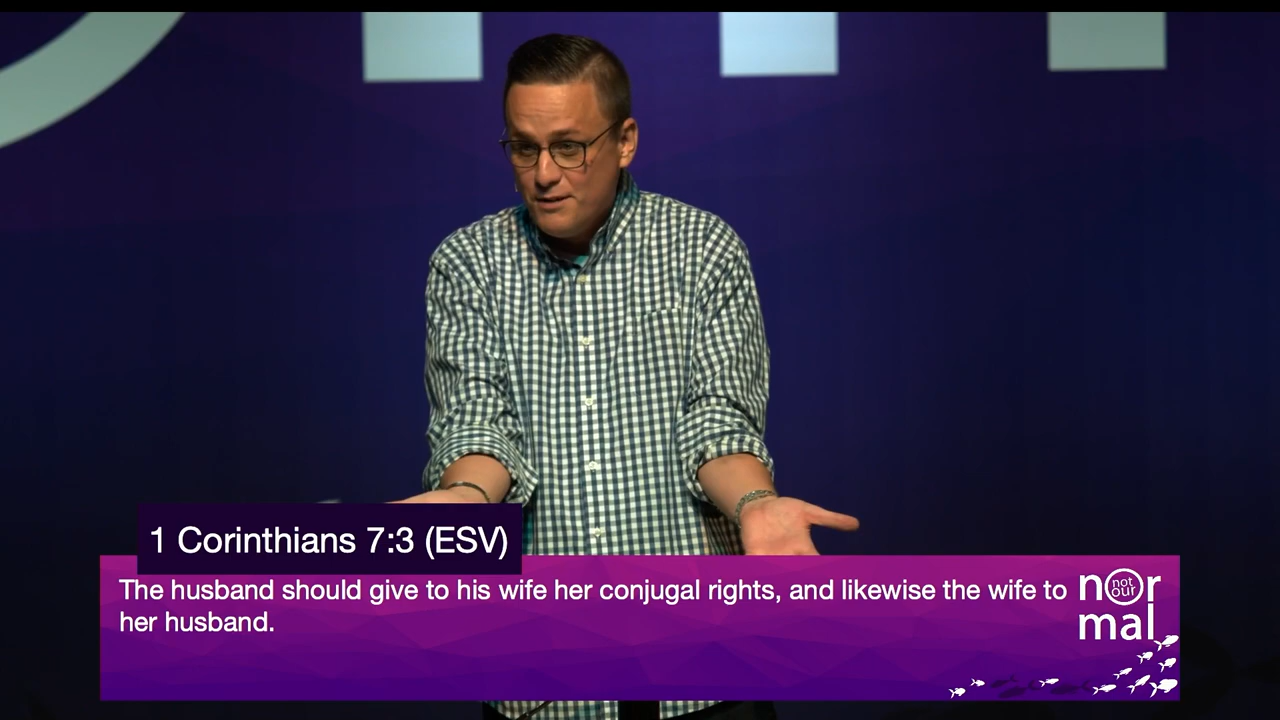 1 Corinthians 7:3 (ESV)
The husband should give to his wife her conjugal rights, and likewise the wife to
her husband.
nor
not
our
mal